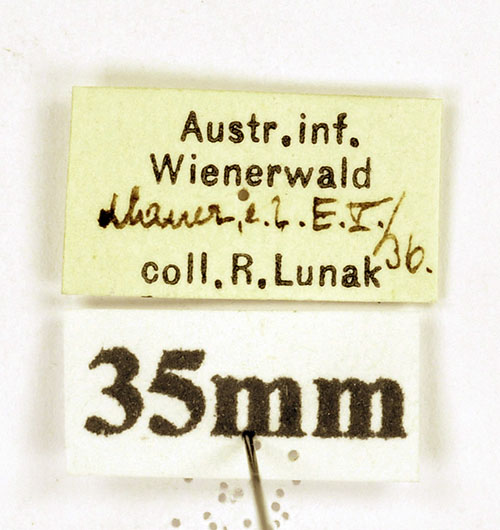 Austr.inf.
Wienerwald
Mauer, e.l. E.V./36.
coll.R.Lunak
35mm